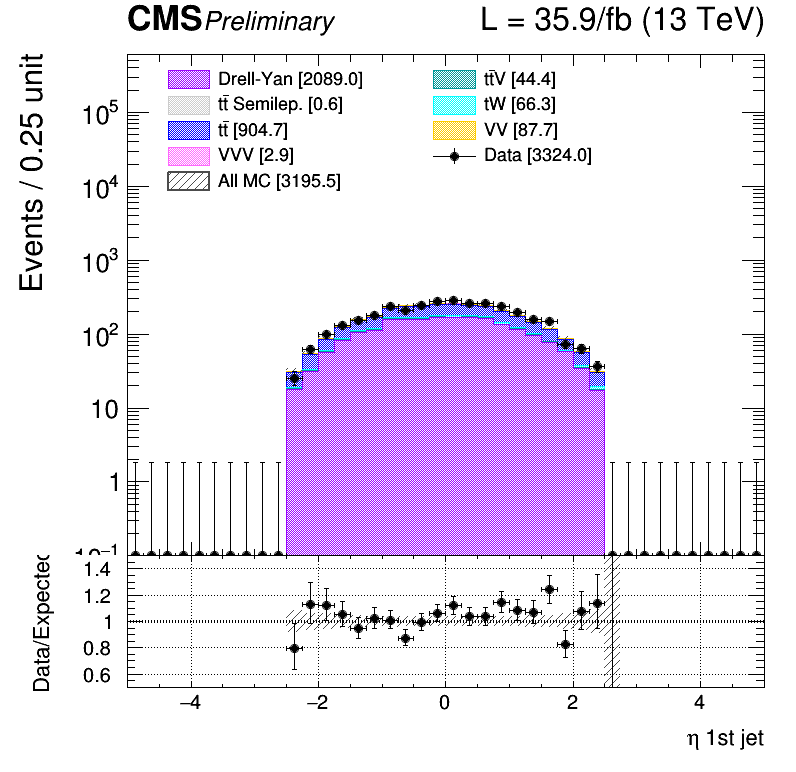 CMS Preliminary L = 35.9/fb (13 TeV)
Events / 0.25 unit
Drell-Yan [2089.0]
tt̄ Semilep. [0.6]
tt̄ [904.7]
VVV [2.9]
All MC [3195.5]
tt̄V [44.4]
tW [66.3]
VV [87.7]
Data [3324.0]
10⁵
10⁴
10³
10²
10
1
10⁻¹
Data/Expected
1.4
1.2
1
0.8
0.6
−4 −2 0 2 4
η 1st jet